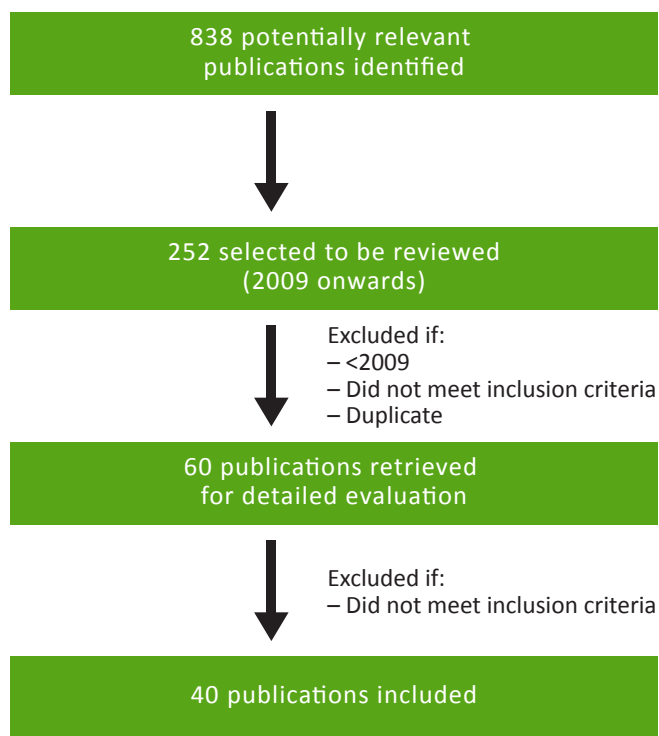 838 potentially relevant
publications identified
252 selected to be reviewed
(2009 onwards)
Excluded if:
– <2009
– Did not meet inclusion criteria
– Duplicate
60 publications retrieved
for detailed evaluation
Excluded if:
– Did not meet inclusion criteria
40 publications included